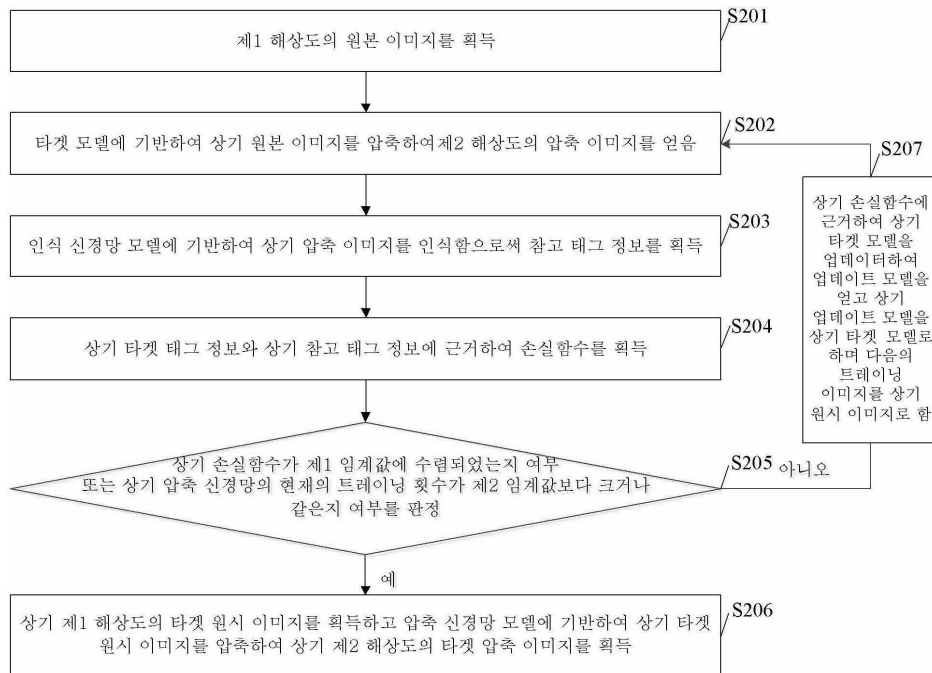 S201
제1 해상도의 원본 이미지를 획득
S202
타켓 모델에 기반하여 상기 원본 이미지를 압축하여제2 해상도의 압축 이미지를 얻음
S203
인식 신경망 모델에 기반하여 상기 압축 이미지를 인식함으로써 참고 태그 정보를 획득
S204
상기 타켓 태그 정보와 상기 참고 태그 정보에 근거하여 손실함수를 획득
S205
상기 손실함수가 제1 임계값에 수렴되었는지 여부
또는 상기 압축 신경망의 현재의 트레이닝 횟수가 제2 임계값보다 크거나
같은지 여부를 판정
아니오
S207
상기 손실함수에
근거하여 상기
타켓 모델을
업데이터하여
업데이트 모델을
얻고 상기
업데이트 모델을
상기 타켓 모델로
하며 다음의
트레이닝
이미지를 상기
원시 이미지로 함
예
S206
상기 제1 해상도의 타켓 원시 이미지를 획득하고 압축 신경망 모델에 기반하여 상기 타켓
원시 이미지를 압축하여 상기 제2 해상도의 타켓 압축 이미지를 획득